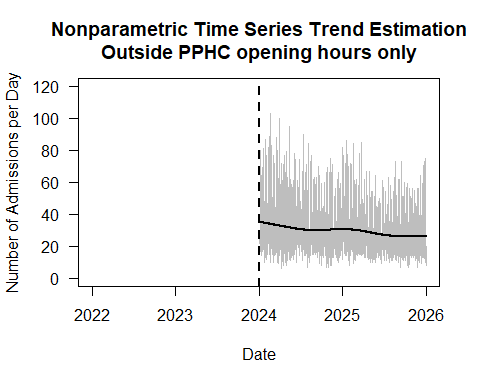 Nonparametric Time Series Trend Estimation
Outside PPHC opening hours only
Number of Admissions per Day
120
100
80
60
40
20
0
2022 2023 2024 2025 2026
Date